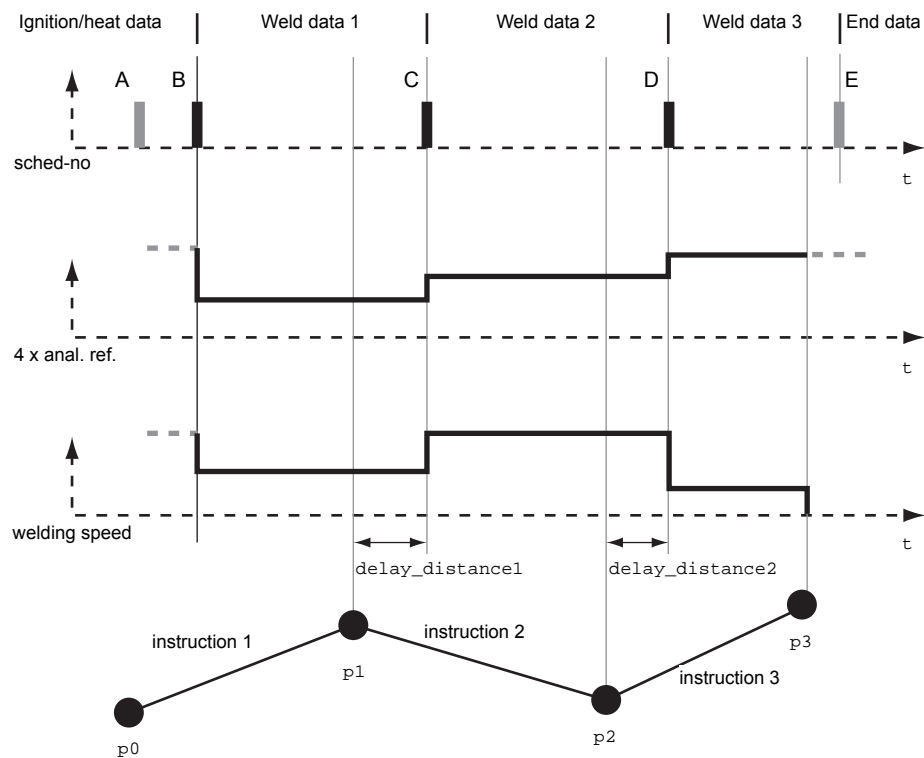 Ignition/heat data Weld data 1 Weld data 2 Weld data 3 End data
A B C D E
sched-no
t
4 x anal. ref.
t
welding speed
t
delay_distance1 delay_distance2
instruction 1 instruction 2
p1 p3
instruction 3
p0 p2